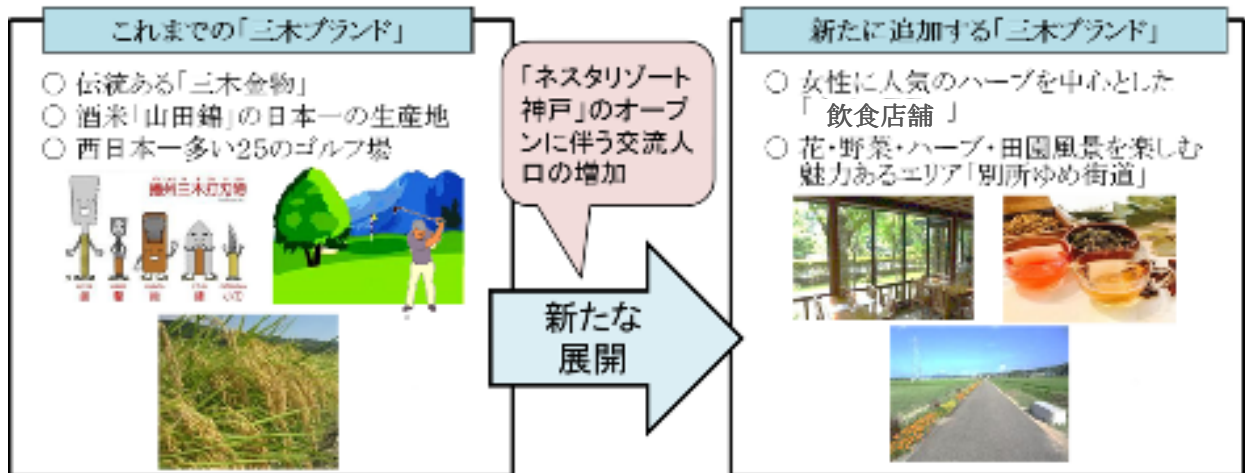 これまでの「三木ブランド」
○ 伝統ある「三木金物」
○ 酒米「山田錦」の日本一の生産地
○ 西日本一多い25のゴルフ場
播州三木打刃物
「ネスタリゾート
神戸」のオープ
ンに伴う交流人
口の増加
新たな
展開
新たに追加する「三木ブランド」
○ 女性に人気のハーブを中心とした
「 飲食店舗 」
○ 花・野菜・ハーブ・田園風景を楽しむ
魅力あるエリア「別所ゆめ街道」